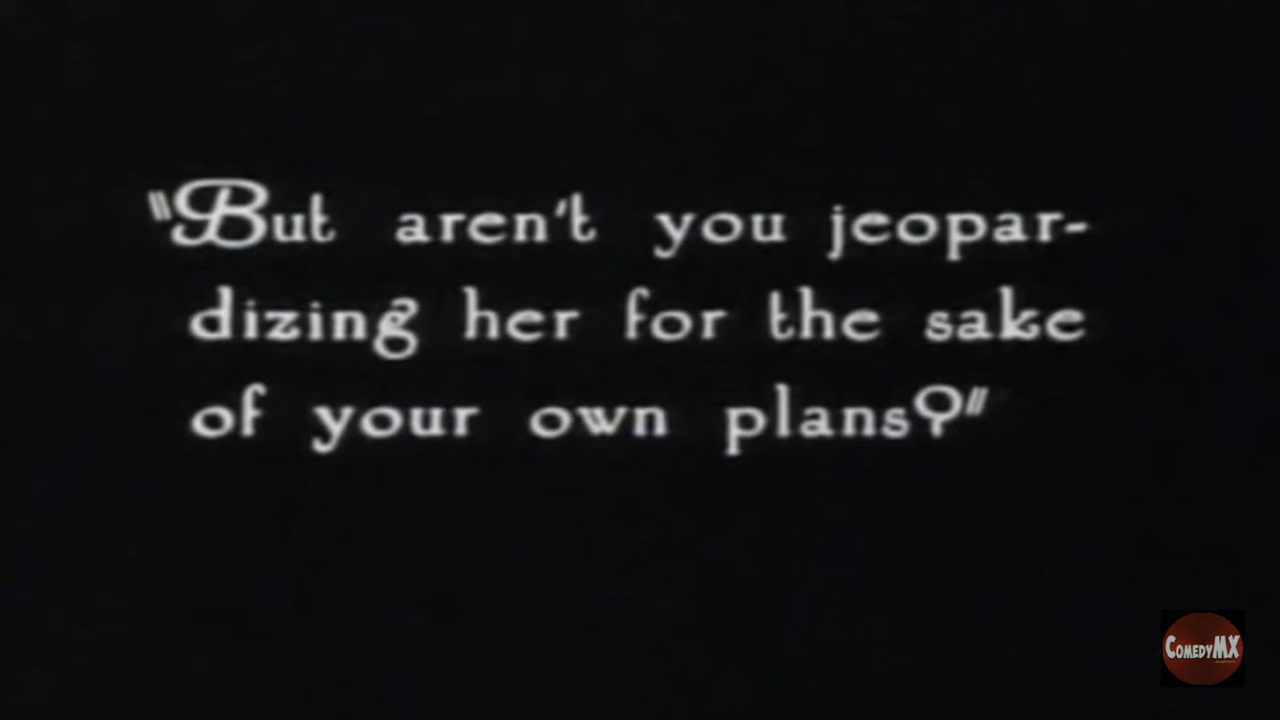 "But aren't you jeopar-
dizing her for the sake
of your own plans?"
COMEDYMX